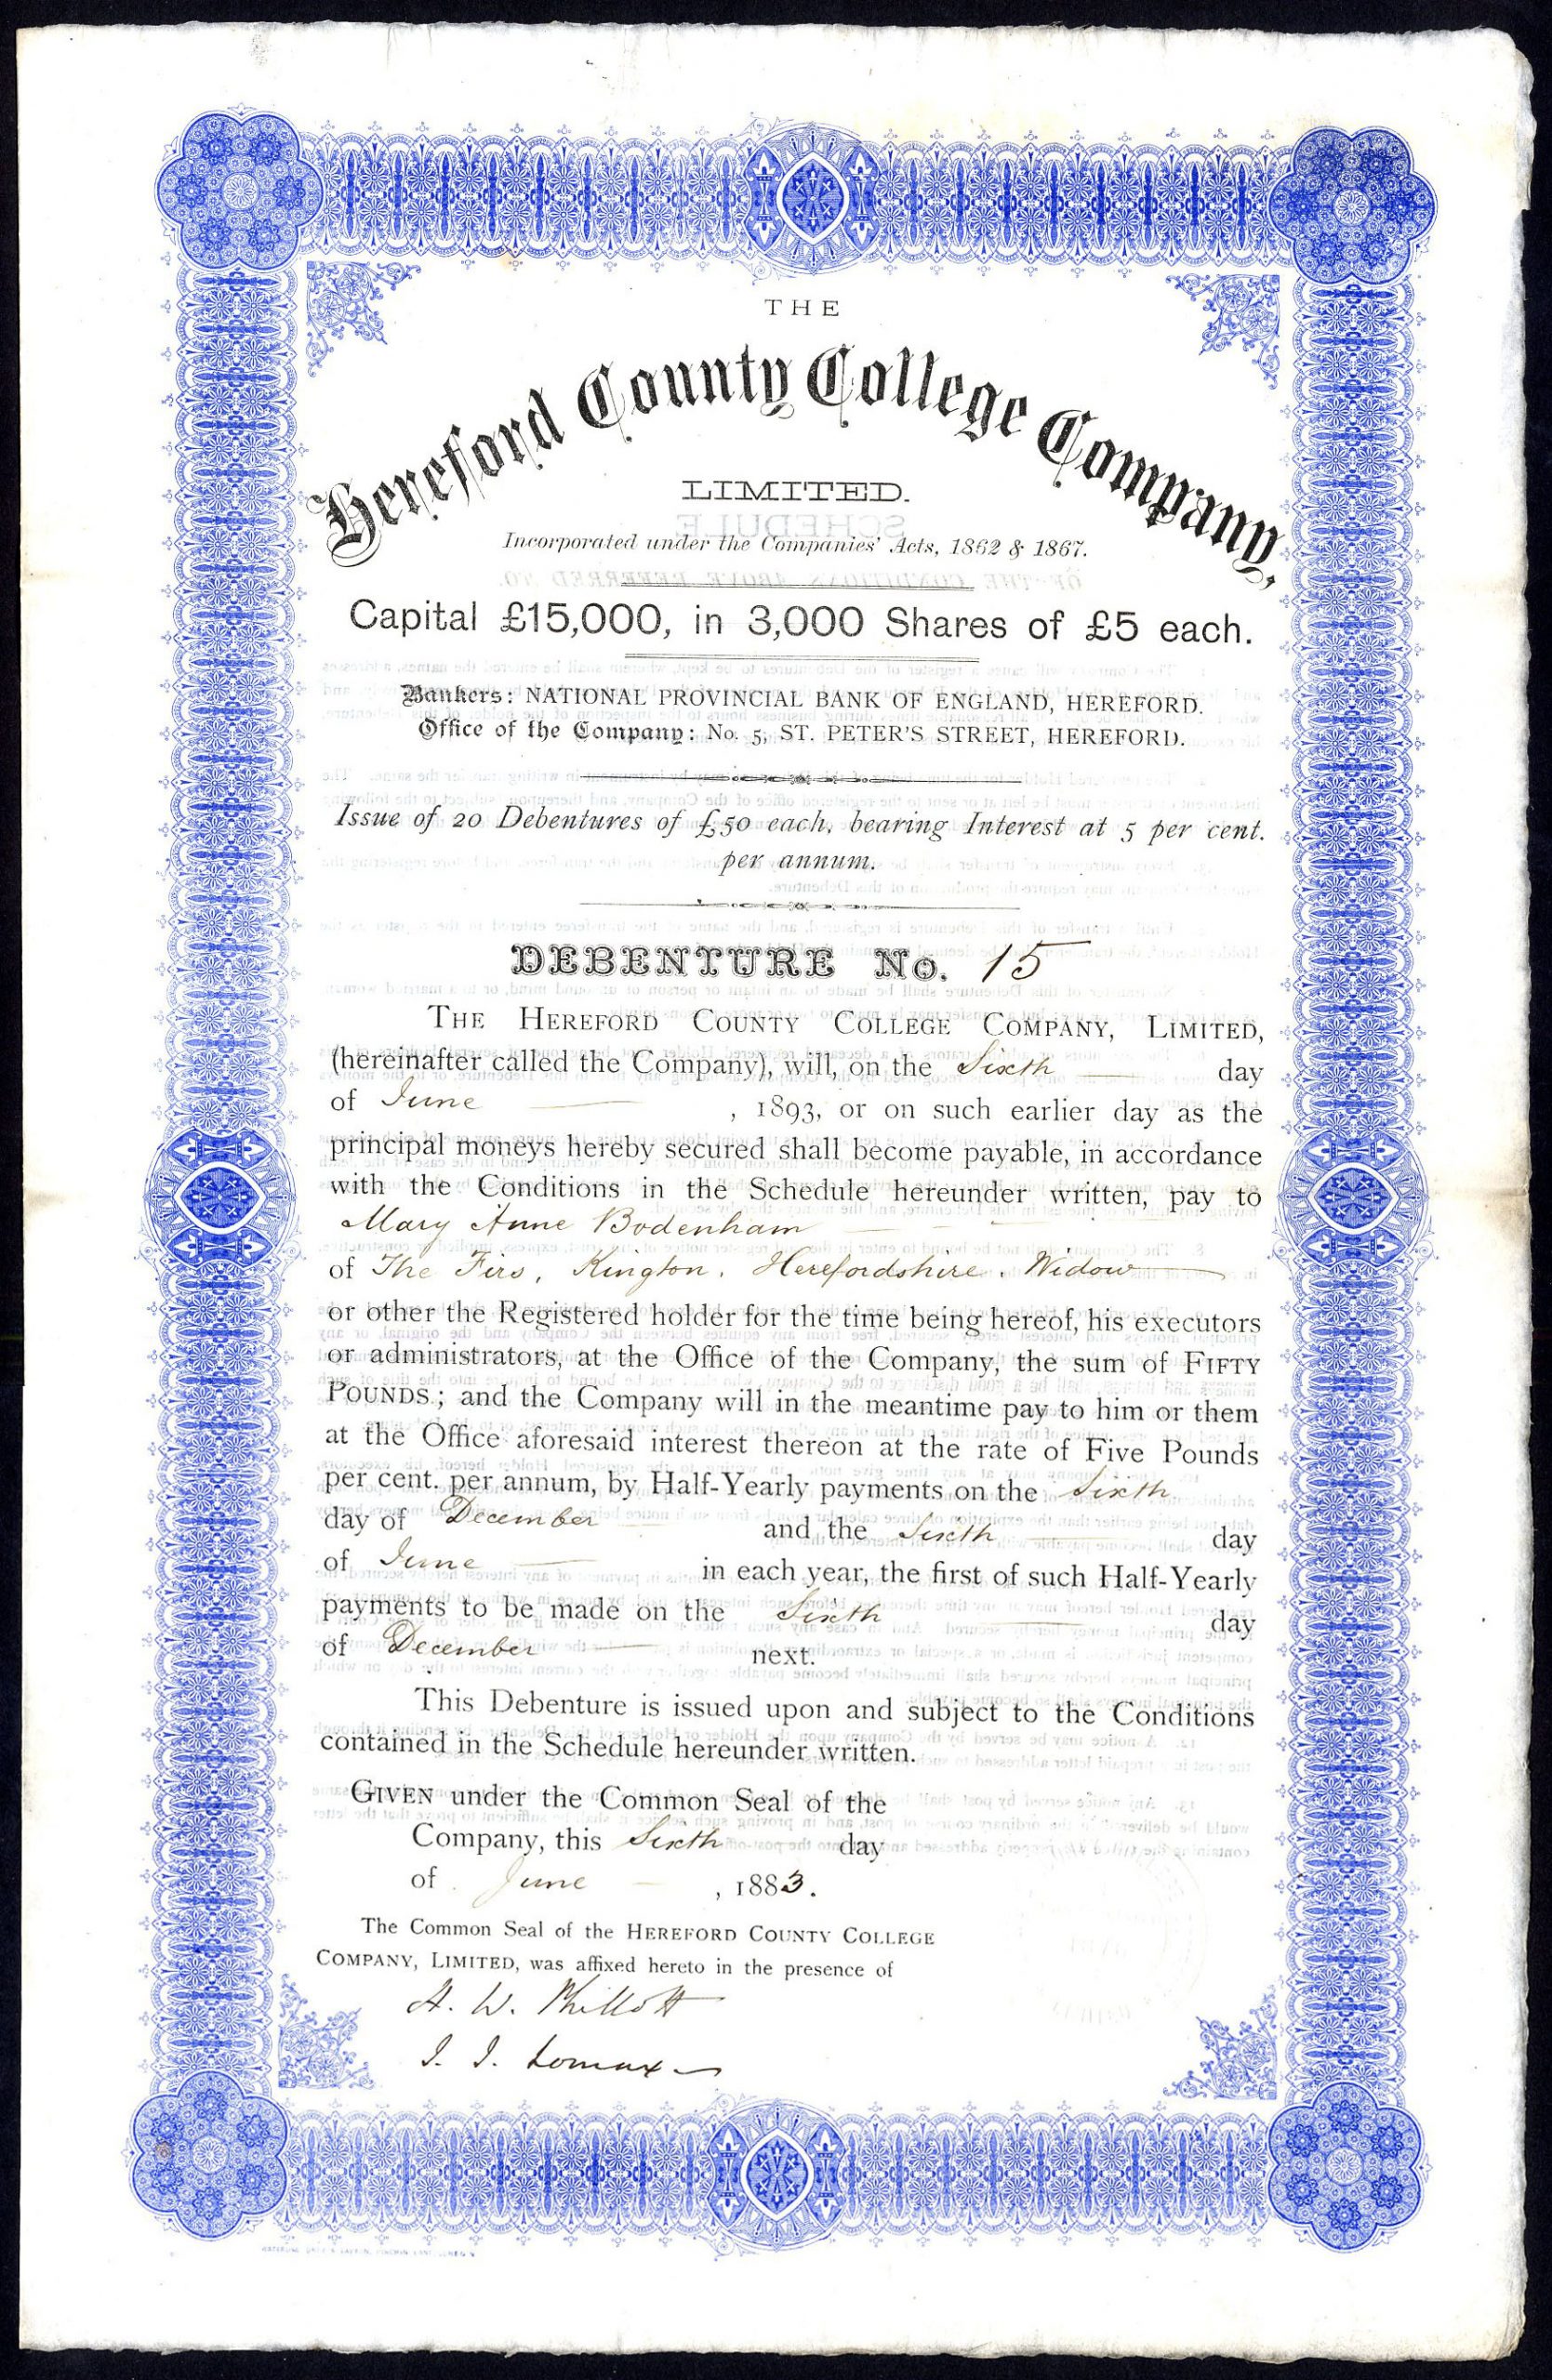 THE
Hereford County College Company,
LIMITED.
Incorporated under the Companies' Acts, 1862 & 1867.
Capital £15,000, in 3,000 Shares of £5 each.
Bankers: NATIONAL PROVINCIAL BANK OF ENGLAND, HEREFORD.
Office of the Company: No. 5, ST. PETER'S STREET, HEREFORD.
Issue of 20 Debentures of £50 each, bearing Interest at 5 per cent.
per annum.
DEBENTURE No. 15
THE HEREFORD COUNTY COLLEGE COMPANY, LIMITED,
(hereinafter called the Company), will, on the Sixth day
of June , 1893, or on such earlier day as the
principal moneys hereby secured shall become payable, in accordance
with the Conditions in the Schedule hereunder written, pay to
Mary Anne Bodenham
of The Firs, Kington, Herefordshire. Widow
or other the Registered holder for the time being hereof, his executors
or administrators, at the Office of the Company, the sum of FIFTY
POUNDS; and the Company will in the meantime pay to him or them
at the Office aforesaid interest thereon at the rate of Five Pounds
per cent. per annum, by Half-Yearly payments on the Sixth
day of December and the Sixth day
of June in each year, the first of such Half-Yearly
payments to be made on the Sixth day
of December next.
This Debenture is issued upon and subject to the Conditions
contained in the Schedule hereunder written.
GIVEN under the Common Seal of the
Company, this Sixth day
of June , 1883.
The Common Seal of the HEREFORD COUNTY COLLEGE
COMPANY, LIMITED, was affixed hereto in the presence of
H. W. Phillott
J. J. Lomax